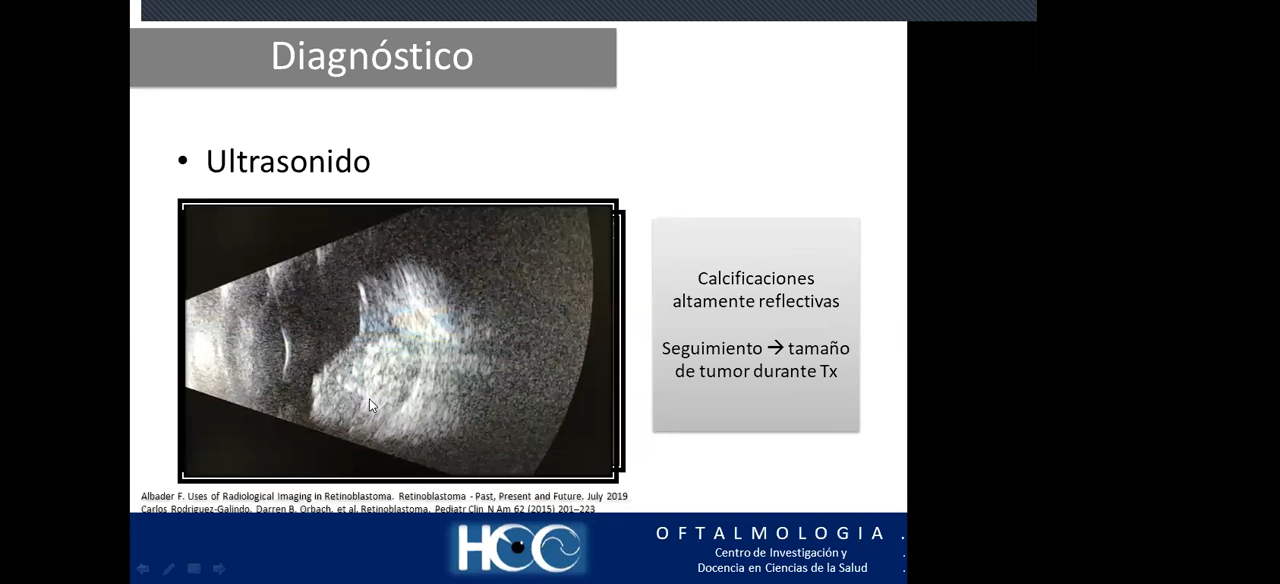 Diagnóstico
• Ultrasonido
Calcificaciones
altamente reflectivas
Seguimiento → tamaño
de tumor durante Tx
Albader F. Uses of Radiological Imaging in Retinoblastoma. Retinoblastoma - Past, Present and Future. July 2019
Carlos Rodriguez-Galindo, Darren B. Orbach, et al. Retinoblastoma. Pediatr Clin N Am 62 (2015) 201–223
HCC
OFTALMOLOGIA .
Centro de Investigación y .
Docencia en Ciencias de la Salud .